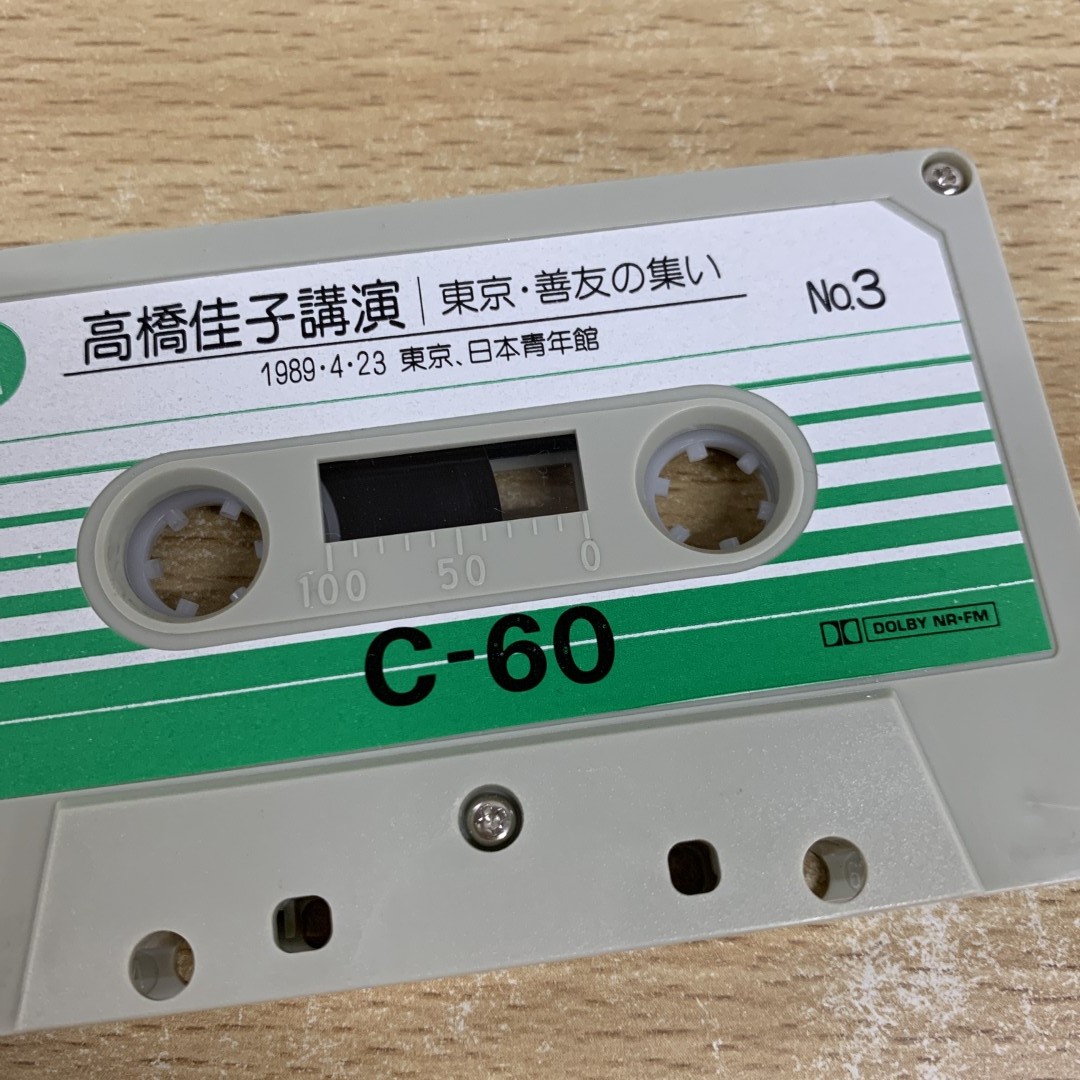 高橋佳子講演 | 東京・善友の集い No.3
1989・4・23 東京、日本青年館
100 50 0
C-60
DOLBY NR・FM